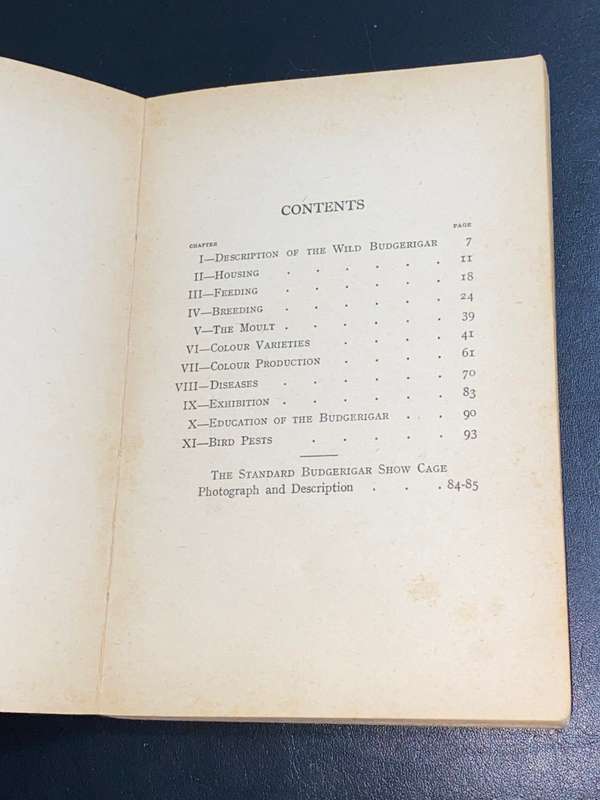 CONTENTS
CHAPTER PAGE
I—Description of the Wild Budgerigar 7
II—Housing . . . . . . 11
III—Feeding . . . . . . 18
IV—Breeding . . . . . . 24
V—The Moult . . . . . . 39
VI—Colour Varieties . . . . 41
VII—Colour Production . . . . 61
VIII—Diseases . . . . . . 70
IX—Exhibition . . . . . . 83
X—Education of the Budgerigar . . 90
XI—Bird Pests . . . . . 93
The Standard Budgerigar Show Cage
Photograph and Description . . . 84-85